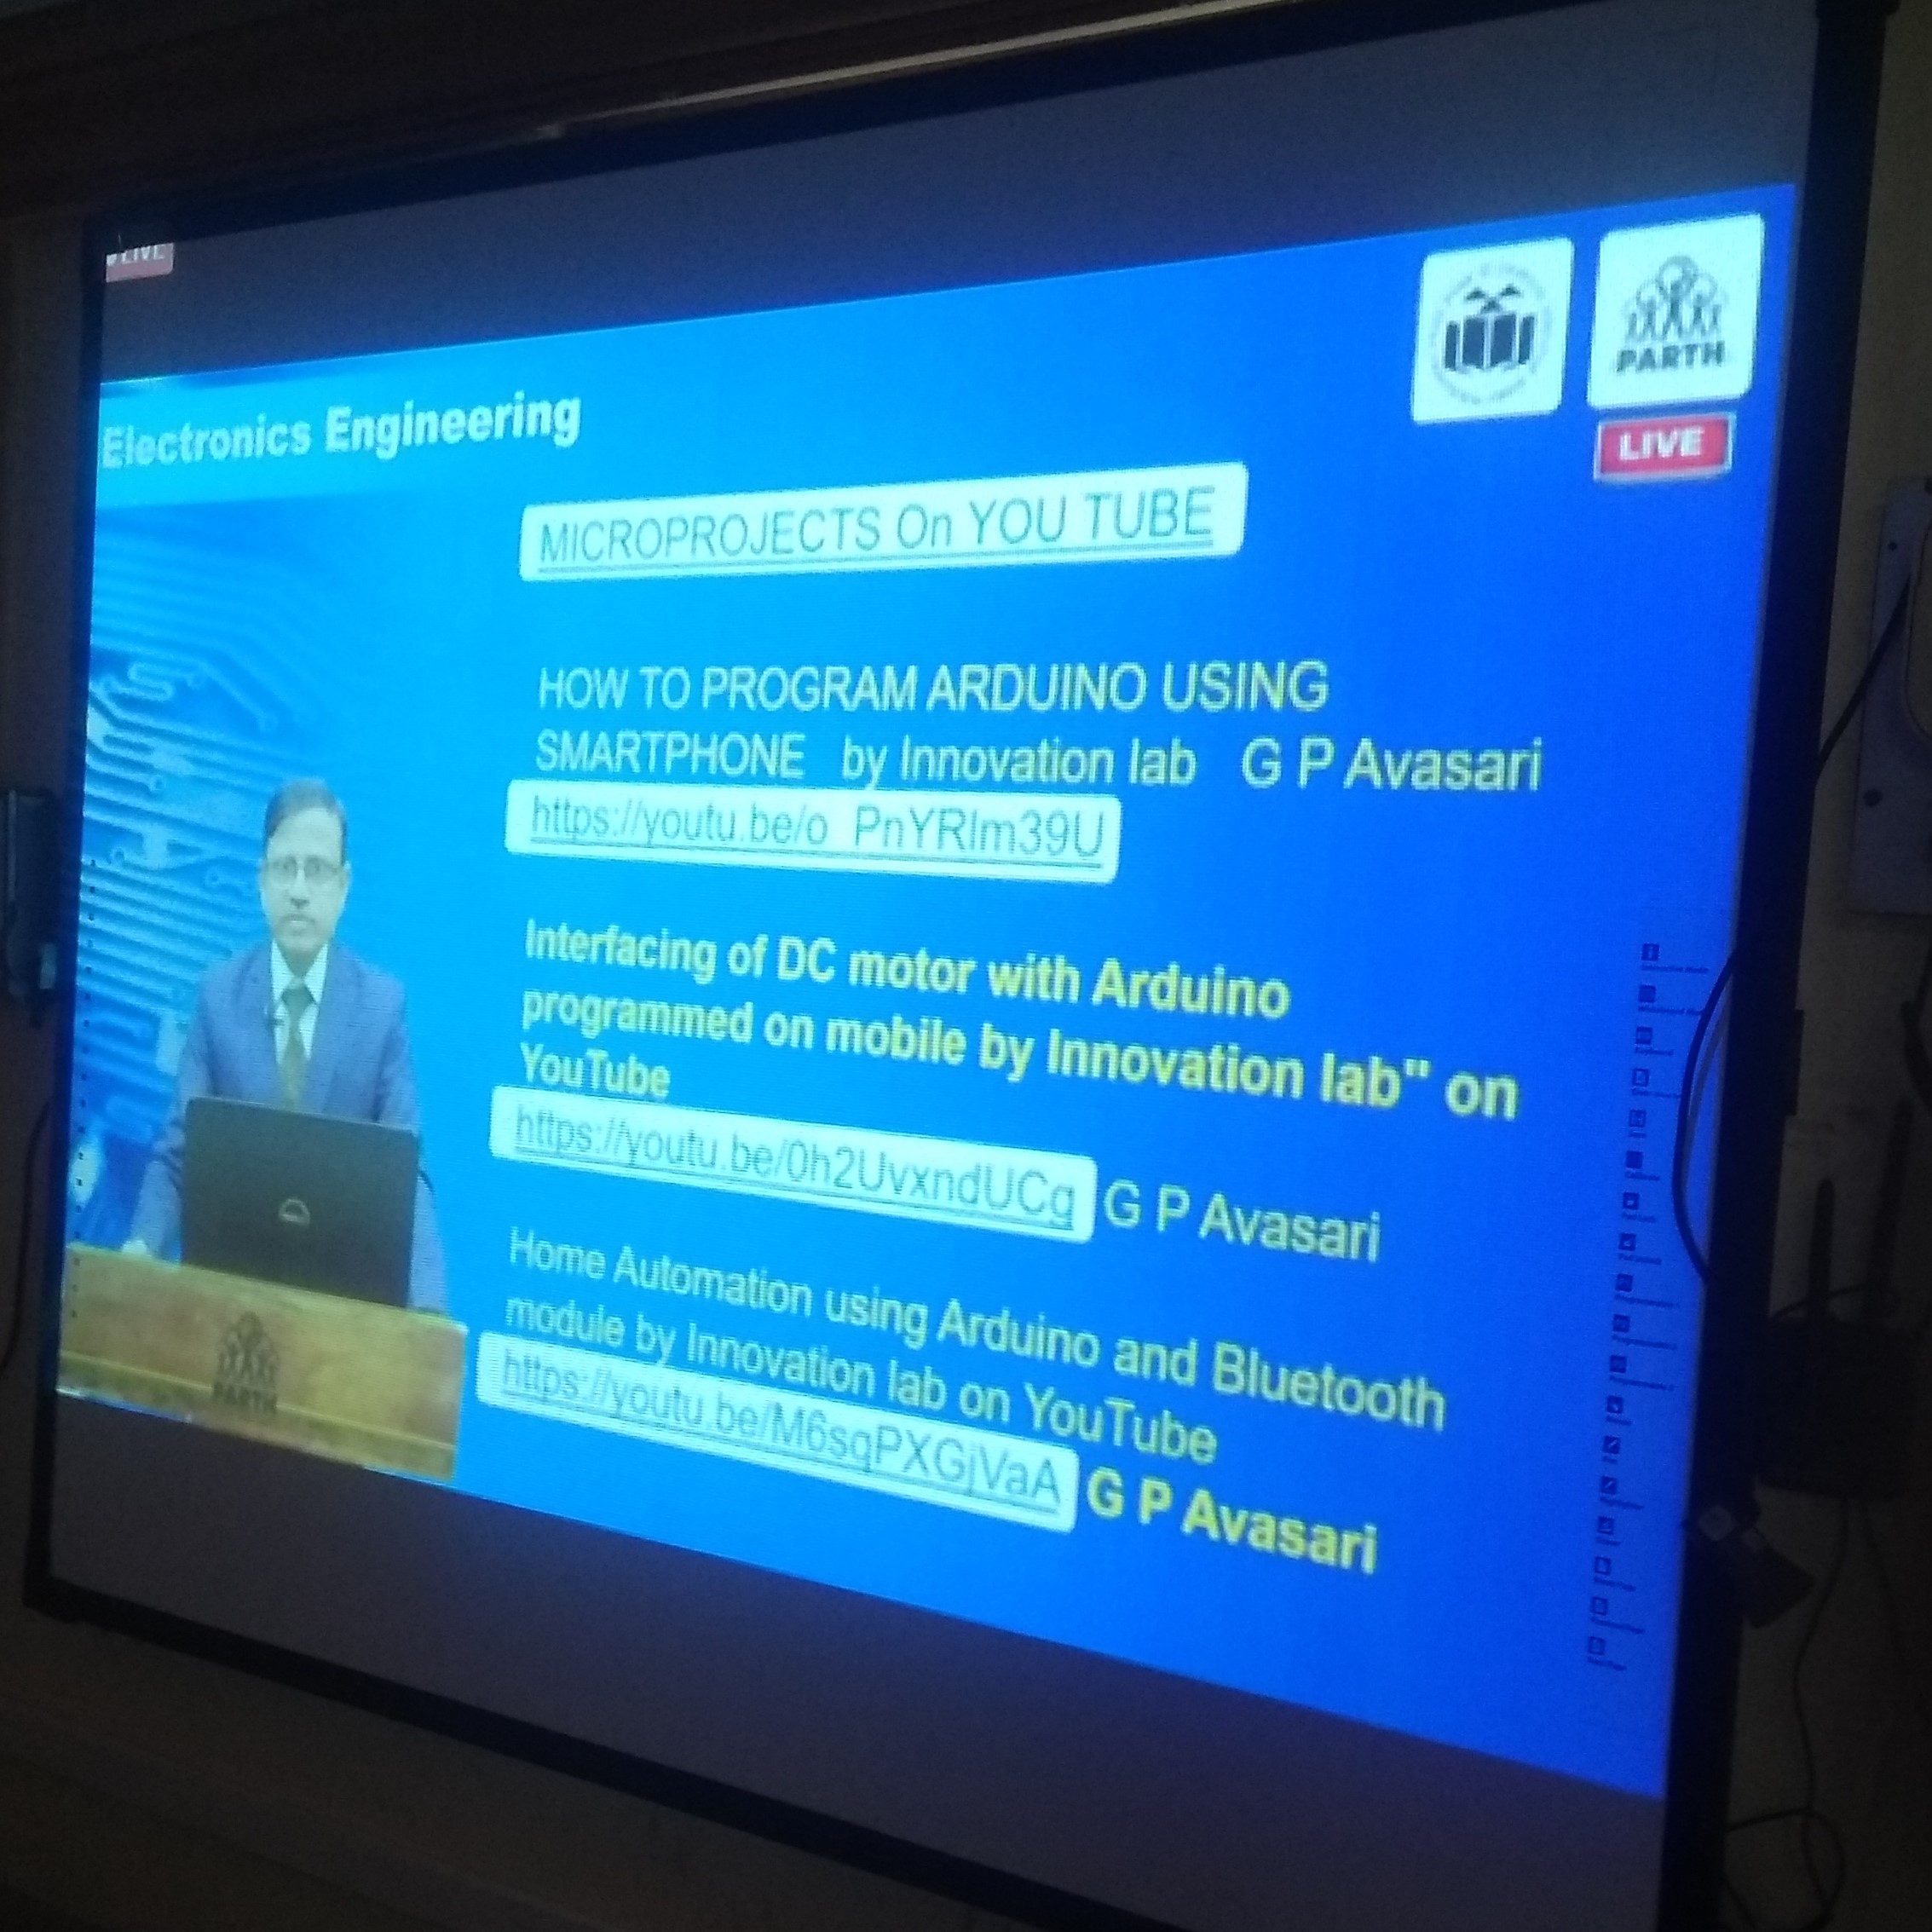 LIVE
PARTH
LIVE
Electronics Engineering
MICROPROJECTS On YOU TUBE
HOW TO PROGRAM ARDUINO USING
SMARTPHONE by Innovation lab G P Avasari
https://youtu.be/o_PnYRlm39U
Interfacing of DC motor with Arduino
programmed on mobile by Innovation lab" on
YouTube
https://youtu.be/0h2UvxndUCg G P Avasari
Home Automation using Arduino and Bluetooth
module by Innovation lab on YouTube
https://youtu.be/M6sqPXGjVaA G P Avasari
PARTH